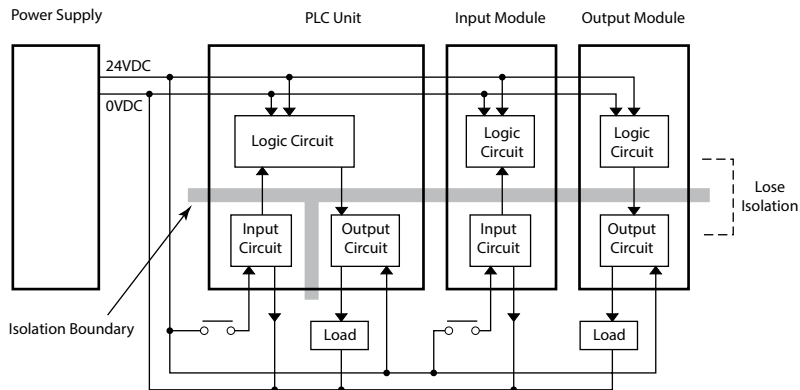 Power Supply
PLC Unit
Input Module
Output Module
24VDC
0VDC
Logic Circuit
Logic
Circuit
Logic
Circuit
Lose
Isolation
Input
Circuit
Output
Circuit
Input
Circuit
Output
Circuit
Isolation Boundary
Load
Load